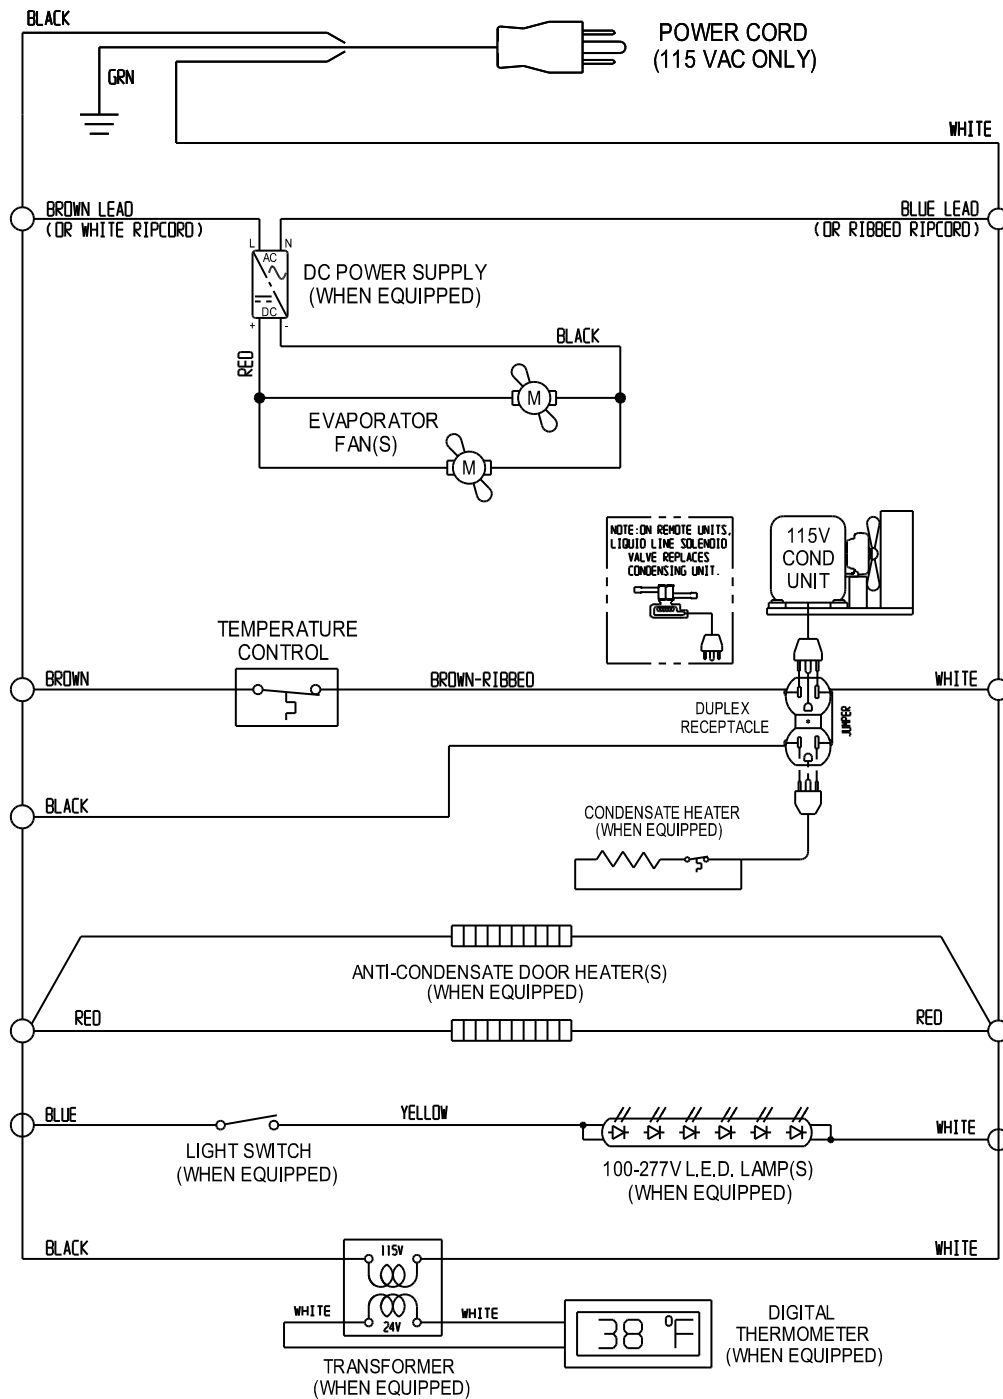 BLACK
POWER CORD
(115 VAC ONLY)
GRN
WHITE
BROWN LEAD
(OR WHITE RIPCORD)
BLUE LEAD
(OR RIBBED RIPCORD)
L N
AC
DC
+ -
DC POWER SUPPLY
(WHEN EQUIPPED)
RED
BLACK
M
EVAPORATOR
FAN(S)
M
NOTE:ON REMOTE UNITS,
LIQUID LINE SOLENOID
VALVE REPLACES
CONDENSING UNIT.
115V
COND
UNIT
TEMPERATURE
CONTROL
BROWN
BROWN-RIBBED
WHITE
DUPLEX
RECEPTACLE
JUMPER
BLACK
CONDENSATE HEATER
(WHEN EQUIPPED)
ANTI-CONDENSATE DOOR HEATER(S)
(WHEN EQUIPPED)
RED
RED
BLUE
YELLOW
WHITE
LIGHT SWITCH
(WHEN EQUIPPED)
100-277V L.E.D. LAMP(S)
(WHEN EQUIPPED)
BLACK
115V
WHITE
WHITE
24V
WHITE
38 °F
DIGITAL
THERMOMETER
(WHEN EQUIPPED)
TRANSFORMER
(WHEN EQUIPPED)